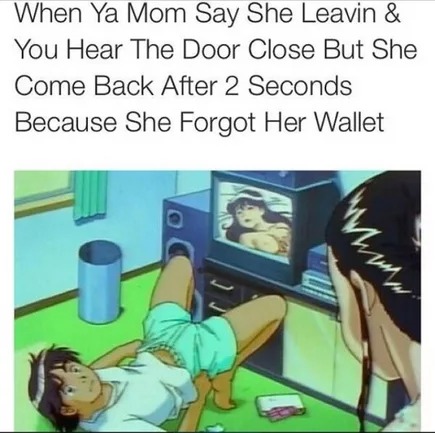 When Ya Mom Say She Leavin &
You Hear The Door Close But She
Come Back After 2 Seconds
Because She Forgot Her Wallet